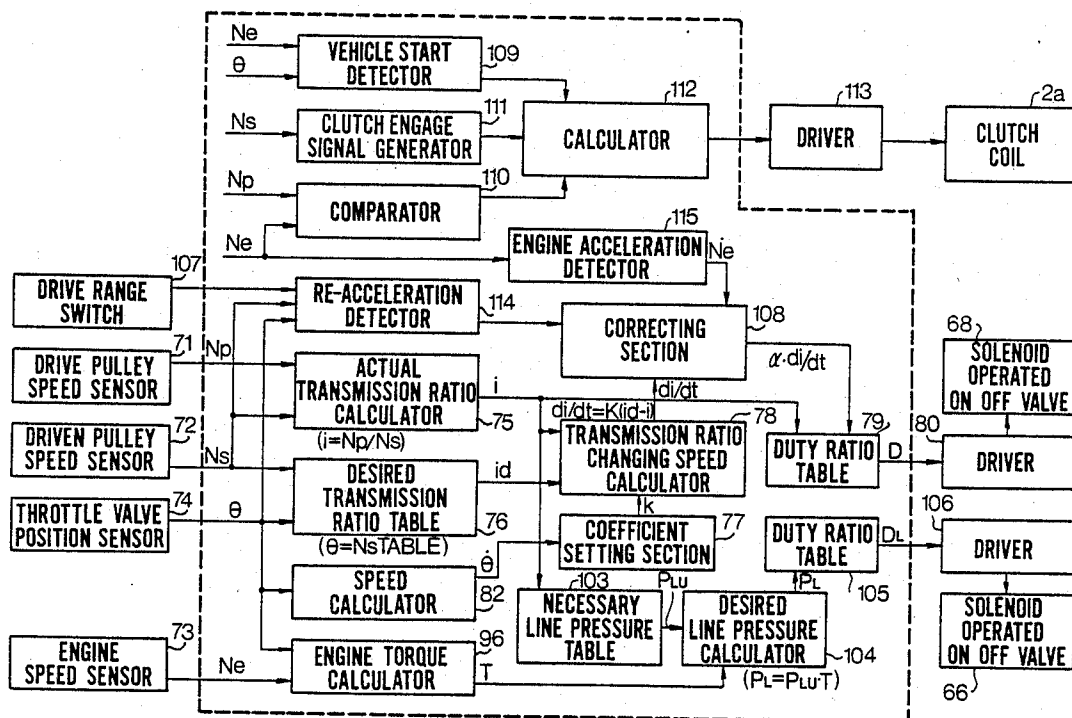 Ne
θ
VEHICLE START
DETECTOR
109
Ns
CLUTCH ENGAGE
SIGNAL GENERATOR
111
CALCULATOR
112
DRIVER
113
CLUTCH
COIL
2a
Np
Ne
COMPARATOR
110
ENGINE ACCELERATION
DETECTOR
115
Ṅe
DRIVE RANGE
SWITCH
107
RE-ACCELERATION
DETECTOR
114
CORRECTING
SECTION
108
α·di/dt
68
SOLENOID
OPERATED
ON OFF VALVE
DRIVE PULLEY
SPEED SENSOR
71
Np
ACTUAL
TRANSMISSION RATIO
CALCULATOR
75
(i=Np/Ns)
i
di/dt
di/dt=K(id-i)
78
TRANSMISSION RATIO
CHANGING SPEED
CALCULATOR
DUTY RATIO
TABLE
79
D
80
DRIVER
DRIVEN PULLEY
SPEED SENSOR
72
Ns
DESIRED
TRANSMISSION
RATIO TABLE
76
(θ=NsTABLE)
id
k
THROTTLE VALVE
POSITION SENSOR
74
θ
COEFFICIENT
SETTING SECTION
77
DUTY RATIO
TABLE
105
DL
106
DRIVER
SPEED
CALCULATOR
82
θ̇
103
NECESSARY
LINE PRESSURE
TABLE
PLU
PL
DESIRED
LINE PRESSURE
CALCULATOR
104
(PL=PLU·T)
SOLENOID
OPERATED
ON OFF VALVE
66
ENGINE
SPEED SENSOR
73
Ne
ENGINE TORQUE
CALCULATOR
96
T